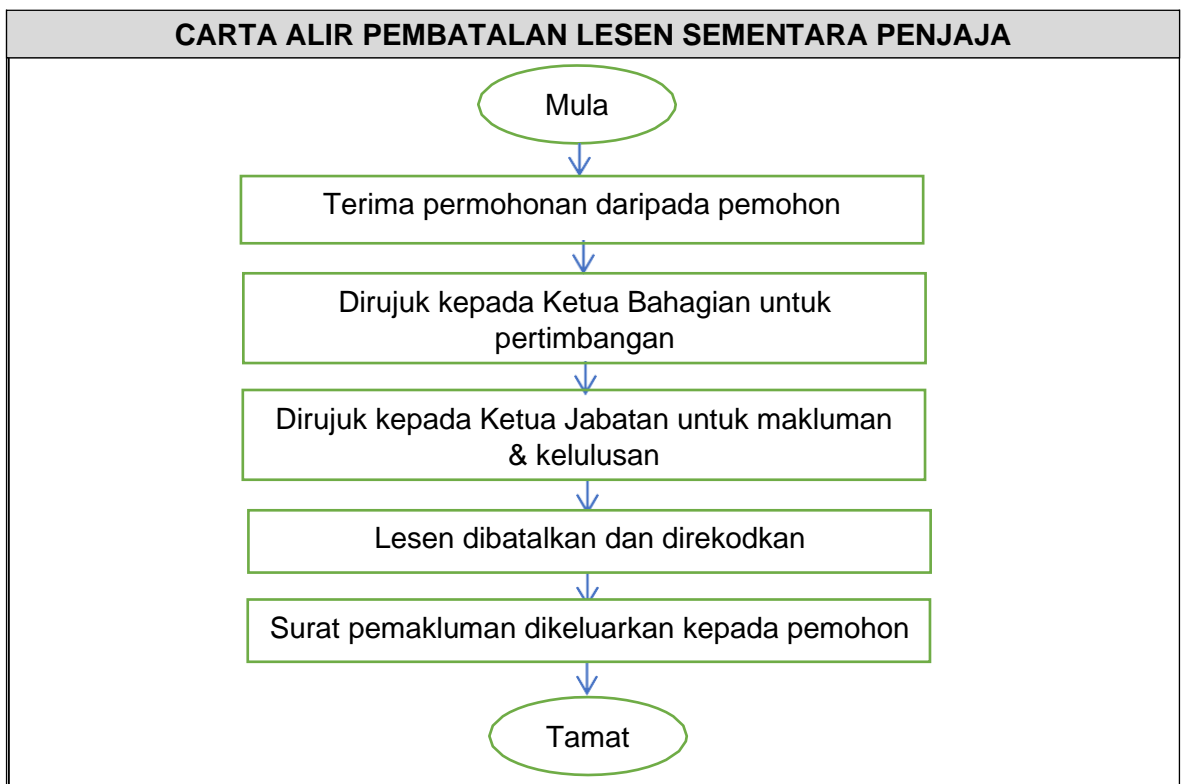 CARTA ALIR PEMBATALAN LESEN SEMENTARA PENJAJA
Mula
Terima permohonan daripada pemohon
Dirujuk kepada Ketua Bahagian untuk
pertimbangan
Dirujuk kepada Ketua Jabatan untuk makluman
& kelulusan
Lesen dibatalkan dan direkodkan
Surat pemakluman dikeluarkan kepada pemohon
Tamat